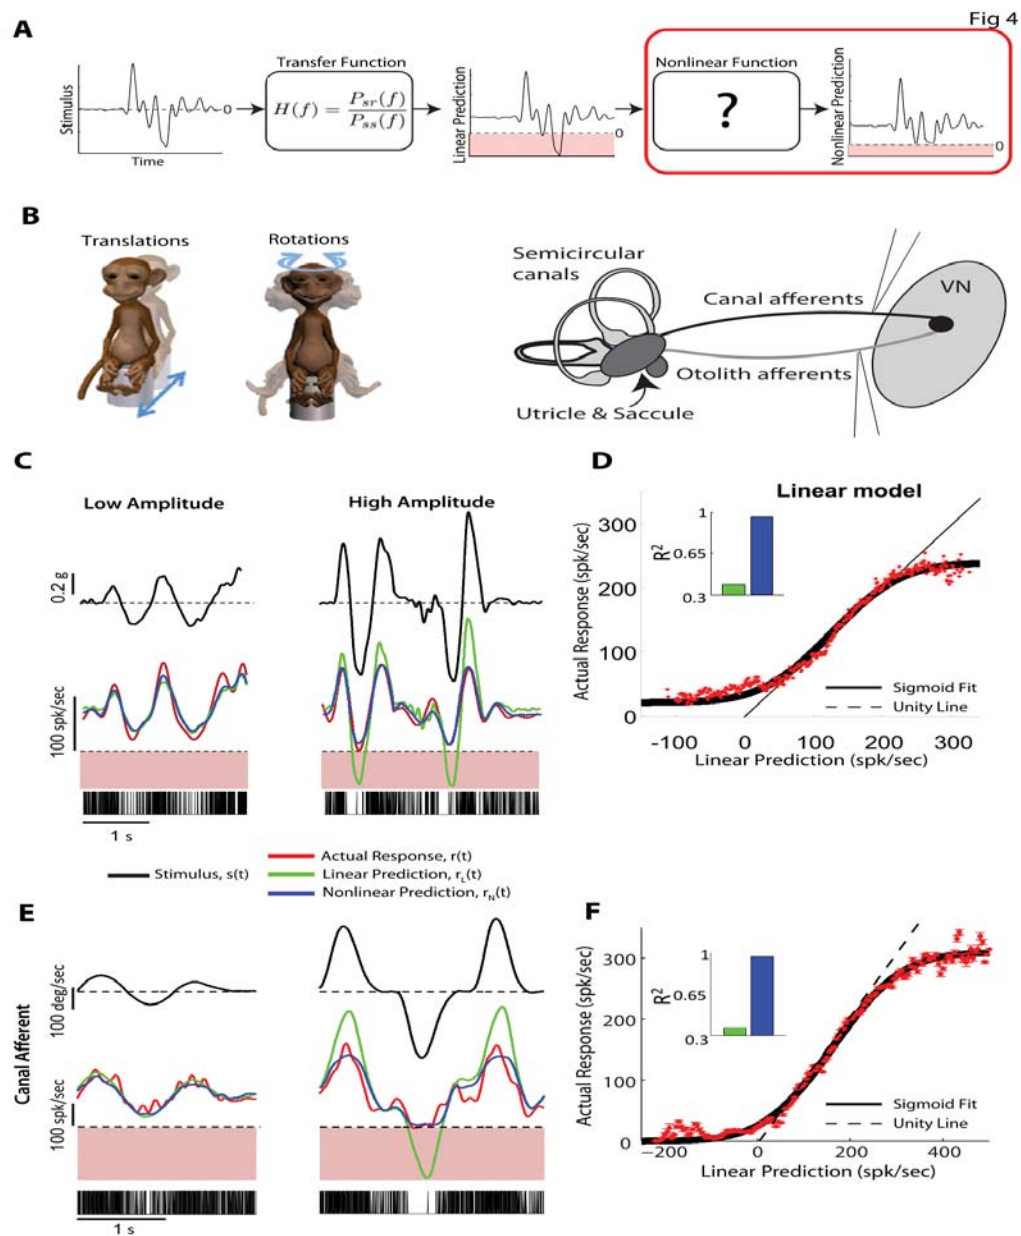 Fig 4
A
Stimulus
0
Time
Transfer Function
H(f) = P_sr(f) / P_ss(f)
Linear Prediction
0
Nonlinear Function
?
Nonlinear Prediction
0
B
Translations
Rotations
Semicircular
canals
Canal afferents
VN
Otolith afferents
Utricle & Saccule
C
Low Amplitude
High Amplitude
0.2 g
100 spk/sec
1 s
D
Linear model
Actual Response (spk/sec)
300
200
100
0
R²
1
0.65
0.3
Sigmoid Fit
Unity Line
-100 0 100 200 300
Linear Prediction (spk/sec)
Stimulus, s(t)
Actual Response, r(t)
Linear Prediction, r_L(t)
Nonlinear Prediction, r_N(t)
E
Canal Afferent
100 deg/sec
100 spk/sec
1 s
F
Actual Response (spk/sec)
300
200
100
0
R²
1
0.65
0.3
Sigmoid Fit
Unity Line
-200 0 200 400
Linear Prediction (spk/sec)